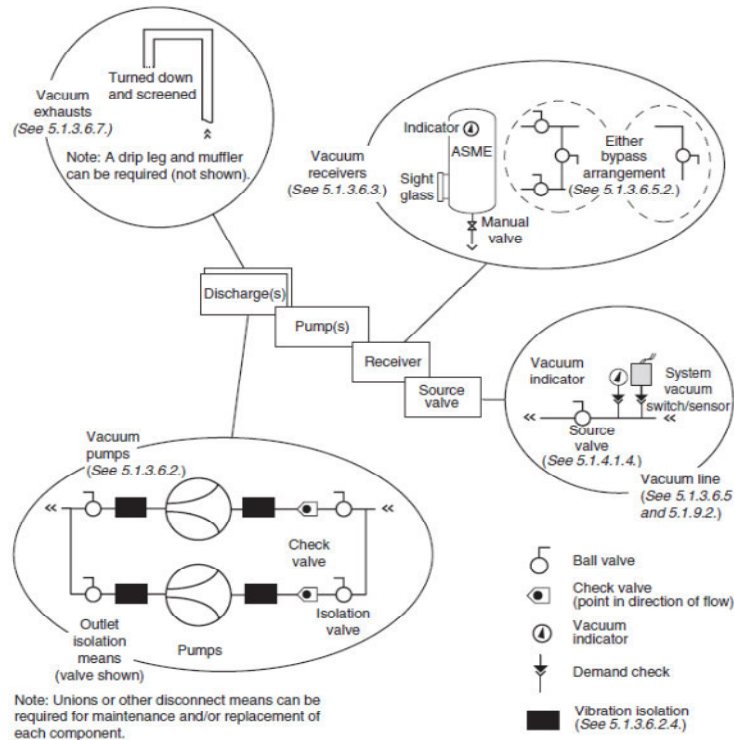 Turned down
and screened
Vacuum
exhausts
(See 5.1.3.6.7.)
Note: A drip leg and muffler
can be required (not shown).
Vacuum
receivers
(See 5.1.3.6.3.)
Indicator
ASME
Sight
glass
Manual
valve
Either
bypass
arrangement
(See 5.1.3.6.5.2.)
Discharge(s)
Pump(s)
Receiver
Source
valve
Vacuum
indicator
System
vacuum
switch/sensor
Source
valve
(See 5.1.4.1.4.)
Vacuum line
(See 5.1.3.6.5
and 5.1.9.2.)
Vacuum
pumps
(See 5.1.3.6.2.)
Check
valve
Outlet
isolation
means
(valve shown)
Pumps
Isolation
valve
Note: Unions or other disconnect means can be
required for maintenance and/or replacement of
each component.
Ball valve
Check valve
(point in direction of flow)
Vacuum
indicator
Demand check
Vibration isolation
(See 5.1.3.6.2.4.)